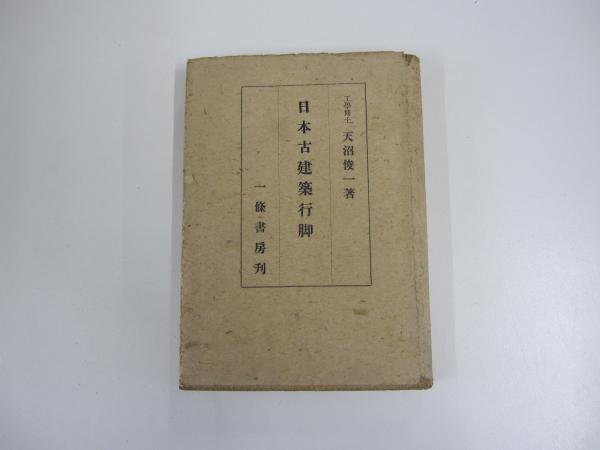 工學博士 天沼俊一著
日本古建築行脚
一條書房刊